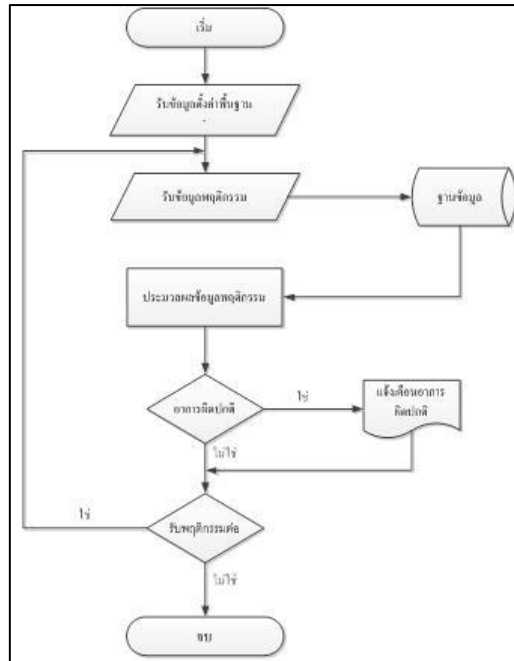 เริ่ม
รับข้อมูลตั้งค่าพื้นฐาน
-
รับข้อมูลพฤติกรรม
ฐานข้อมูล
ประมวลผลข้อมูลพฤติกรรม
อาการผิดปกติ
ใช่
แจ้งเตือนอาการ
ผิดปกติ
ไม่ใช่
ใช่
รับพฤติกรรมต่อ
ไม่ใช่
จบ